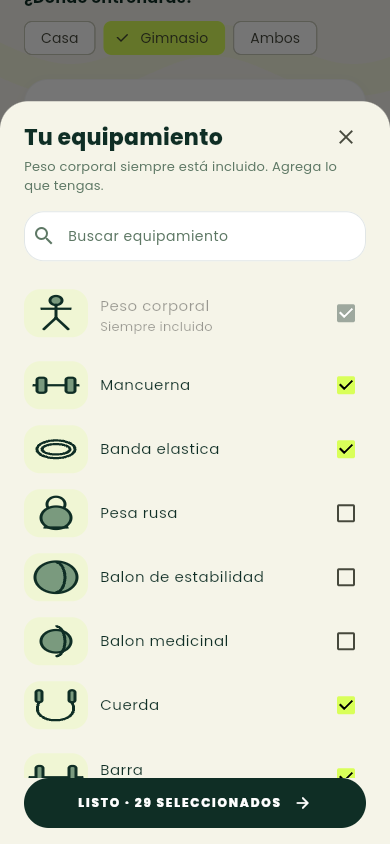 ¿Dónde entrenarás?
Casa
Gimnasio
Ambos
Tu equipamiento
Peso corporal siempre está incluido. Agrega lo
que tengas.
Buscar equipamiento
Peso corporal
Siempre incluido
Mancuerna
Banda elastica
Pesa rusa
Balon de estabilidad
Balon medicinal
Cuerda
Barra
LISTO · 29 SELECCIONADOS